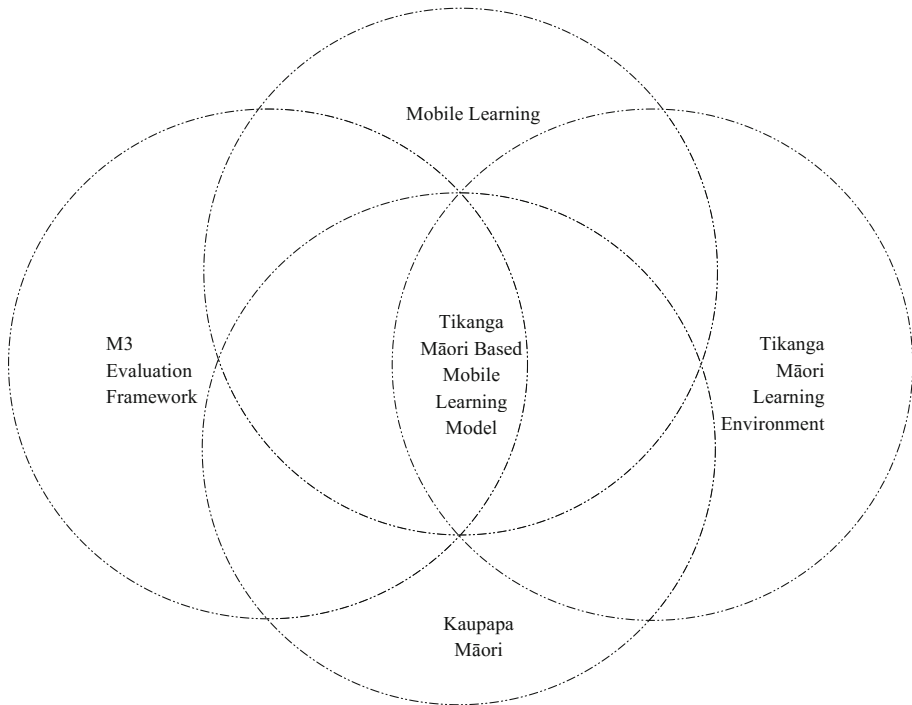 Mobile Learning
M3
Evaluation
Framework
Tikanga
Māori Based
Mobile
Learning
Model
Tikanga
Māori
Learning
Environment
Kaupapa
Māori